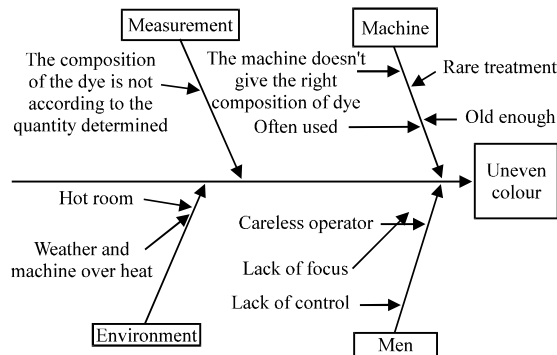 Measurement
Machine
The composition
of the dye is not
according to the
quantity determined
The machine doesn't
give the right
composition of dye
Often used
Rare treatment
Old enough
Uneven
colour
Hot room
Weather and
machine over heat
Careless operator
Lack of focus
Lack of control
Environment
Men